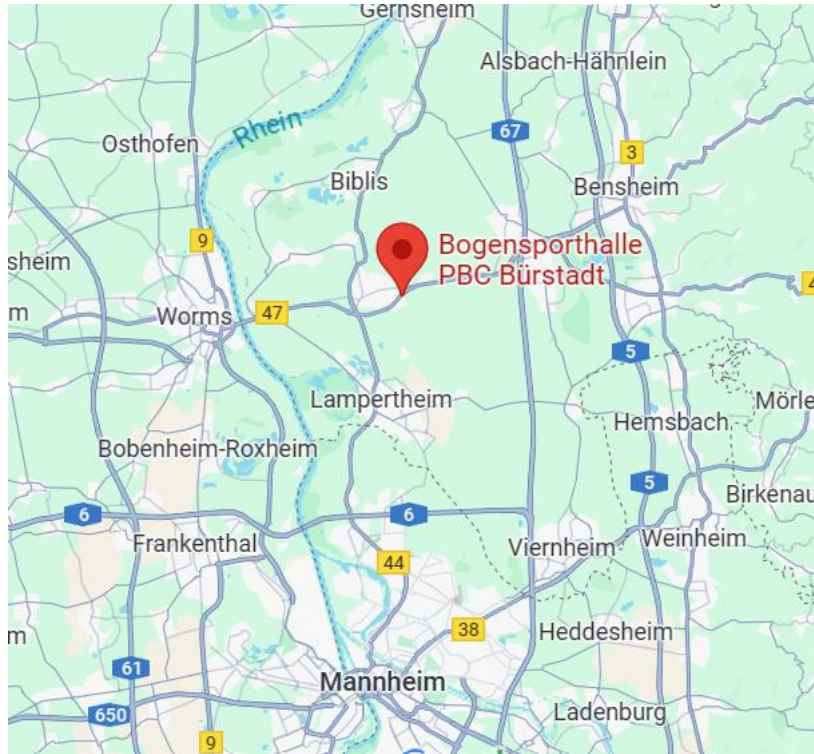 Gernsheim
Alsbach-Hähnlein
67
Osthofen
Rhein
3
Biblis
Bensheim
9
Bogensporthalle
PBC Bürstadt
sheim
4
m
Worms
47
5
Lampertheim
Mörle
Hemsbach
Bobenheim-Roxheim
5
Birkenau
6
6
Frankenthal
Viernheim
Weinheim
44
38
Heddesheim
m
61
Mannheim
650
9
Ladenburg